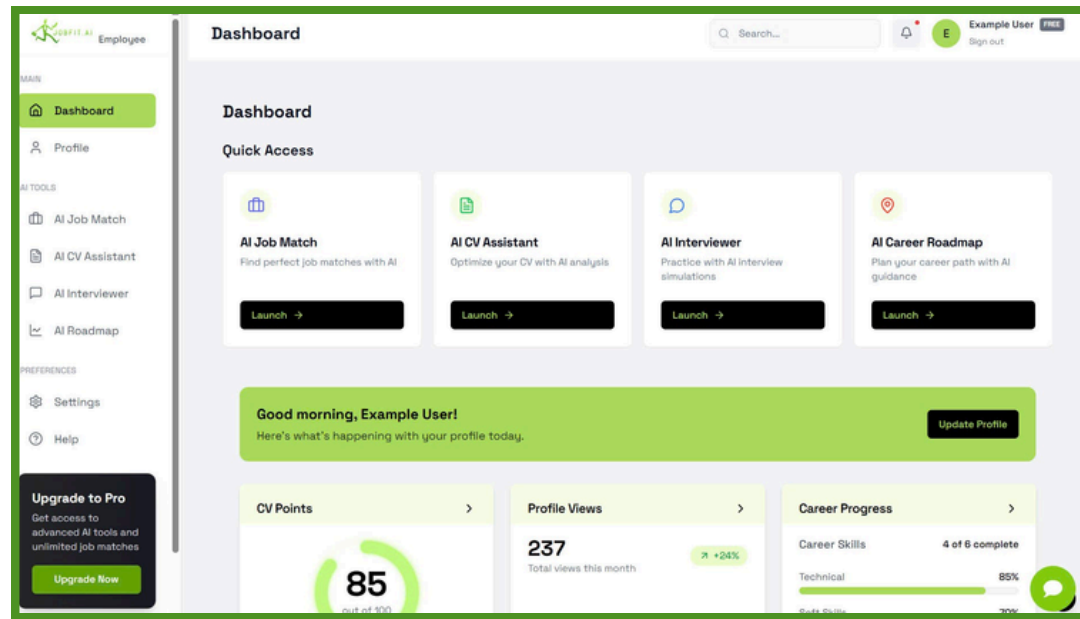 JOBFIT.AI Employee
MAIN
Dashboard
Profile
AI TOOLS
AI Job Match
AI CV Assistant
AI Interviewer
AI Roadmap
PREFERENCES
Settings
Help
Upgrade to Pro
Get access to
advanced AI tools and
unlimited job matches
Upgrade Now
Dashboard
Search...
E
Example User FREE
Sign out
Dashboard
Quick Access
AI Job Match
Find perfect job matches with AI
Launch →
AI CV Assistant
Optimize your CV with AI analysis
Launch →
AI Interviewer
Practice with AI interview
simulations
Launch →
AI Career Roadmap
Plan your career path with AI
guidance
Launch →
Good morning, Example User!
Here's what's happening with your profile today.
Update Profile
CV Points
85
out of 100
Profile Views
237
Total views this month
+24%
Career Progress
Career Skills 4 of 6 complete
Technical 85%
Soft Skills 70%